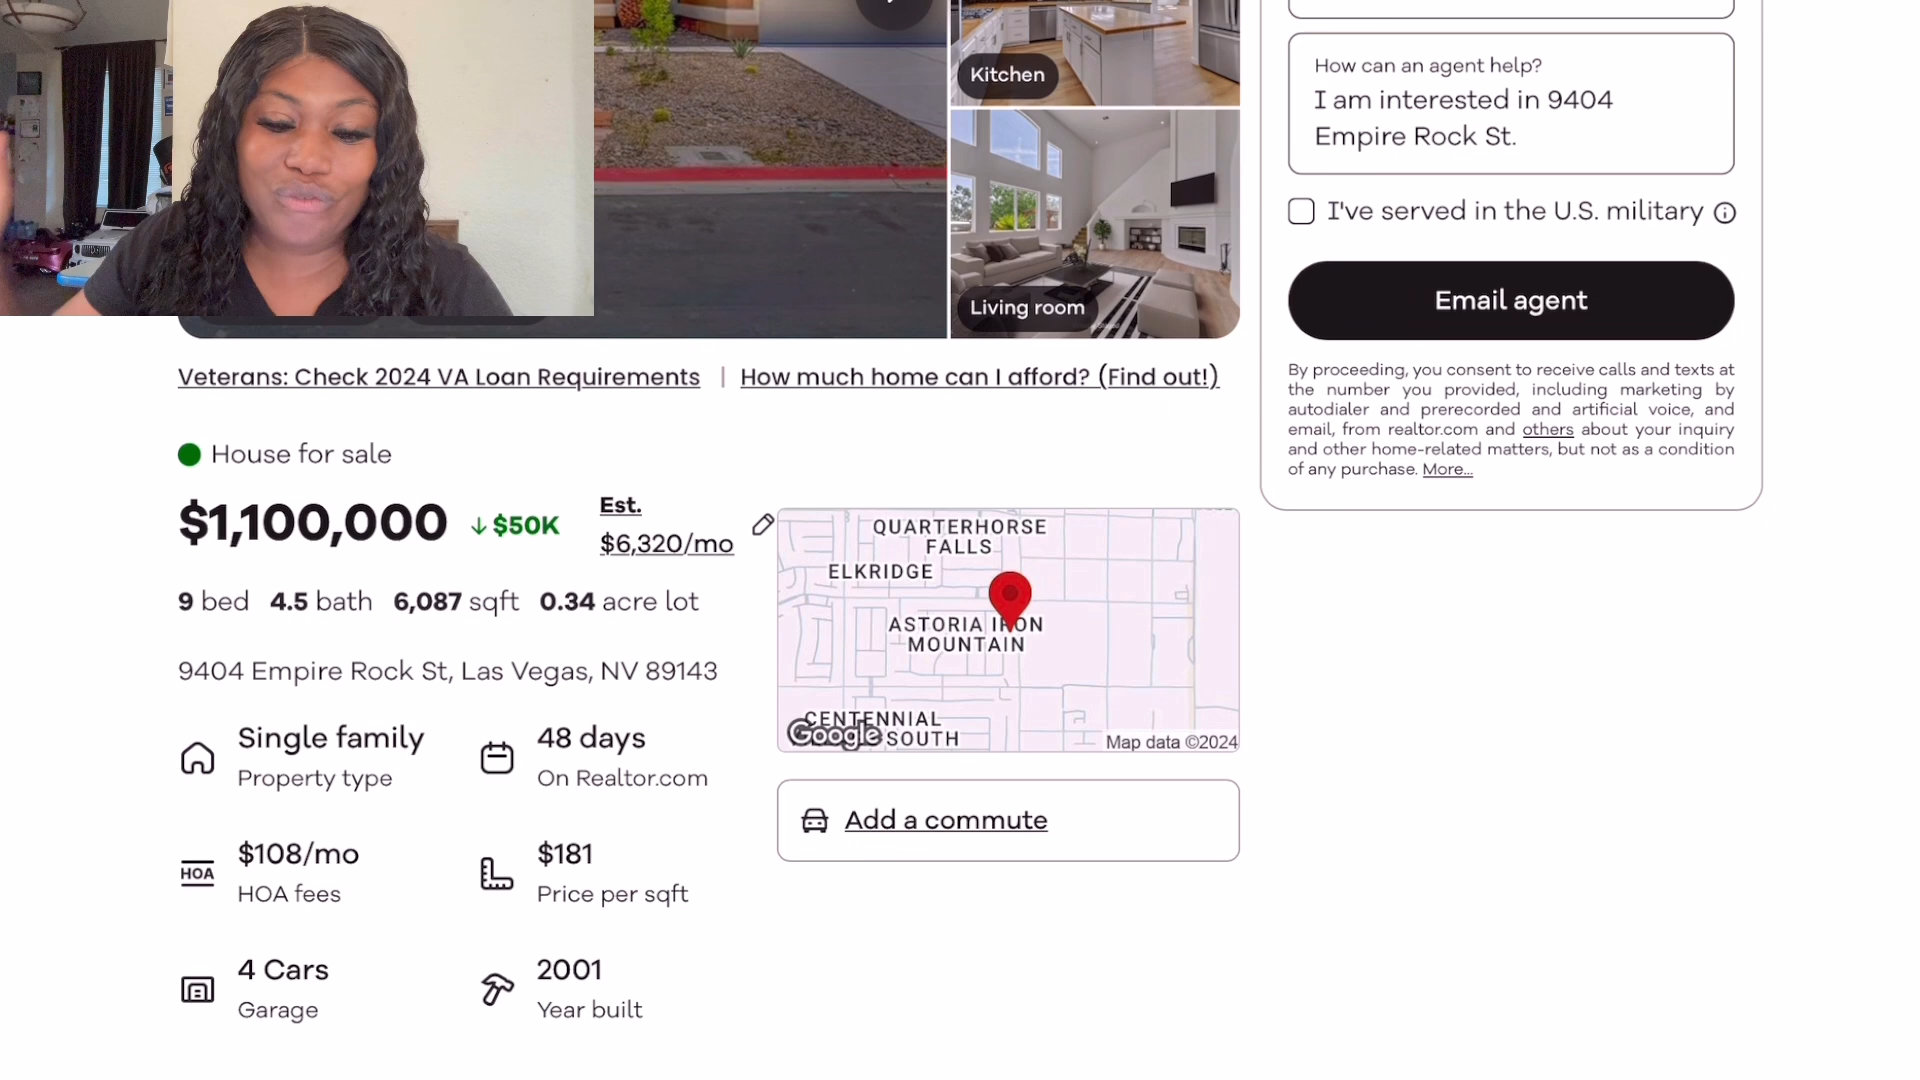 Kitchen
Living room
How can an agent help?
I am interested in 9404
Empire Rock St.
I've served in the U.S. military
Email agent
By proceeding, you consent to receive calls and texts at
the number you provided, including marketing by
autodialer and prerecorded and artificial voice, and
email, from realtor.com and others about your inquiry
and other home-related matters, but not as a condition
of any purchase. More...
Veterans: Check 2024 VA Loan Requirements | How much home can I afford? (Find out!)
House for sale
$1,100,000 ↓ $50K
Est.
$6,320/mo
9 bed 4.5 bath 6,087 sqft 0.34 acre lot
9404 Empire Rock St, Las Vegas, NV 89143
Single family
Property type
48 days
On Realtor.com
$108/mo
HOA fees
HOA
$181
Price per sqft
4 Cars
Garage
2001
Year built
QUARTERHORSE
FALLS
ELKRIDGE
ASTORIA IRON
MOUNTAIN
CENTENNIAL
SOUTH
Google
Map data ©2024
Add a commute